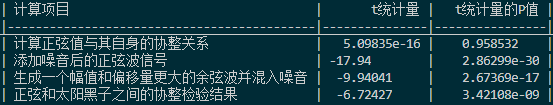 | 计算项目 | t统计量 | t统计量的P值 |
| 计算正弦值与其自身的协整关系 | 5.09835e-16 | 0.958532 |
| 添加噪音后的正弦波信号 | -17.94 | 2.86299e-30 |
| 生成一个幅值和偏移量更大的余弦波并混入噪音 | -9.94041 | 2.67369e-17 |
| 正弦和太阳黑子之间的协整检验结果 | -6.72427 | 3.42108e-09 |